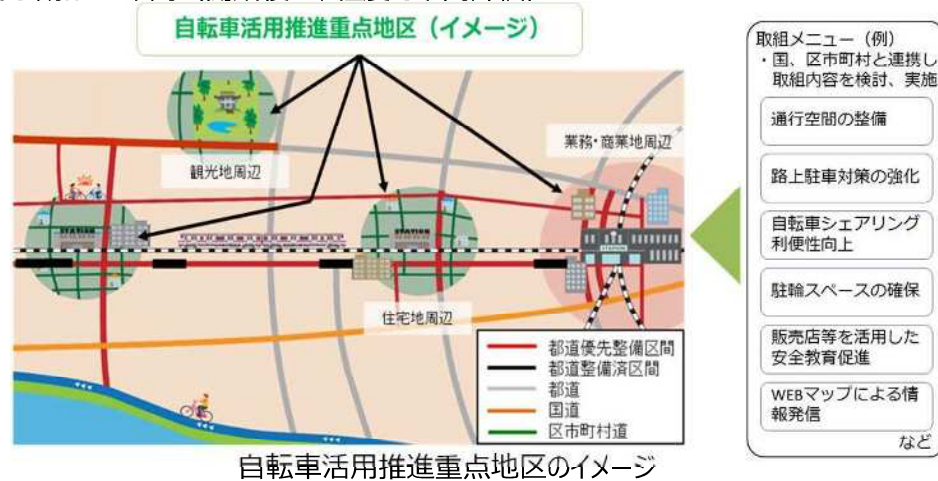 自転車活用推進重点地区（イメージ）
観光地周辺
業務・商業地周辺
STATION
STATION
STATION
住宅地周辺
都道優先整備区間
都道整備済区間
都道
国道
区市町村道
取組メニュー（例）
・国、区市町村と連携し
取組内容を検討、実施
通行空間の整備
路上駐車対策の強化
自転車シェアリング
利便性向上
駐輪スペースの確保
販売店等を活用した
安全教育促進
WEBマップによる情
報発信
など
自転車活用推進重点地区のイメージ